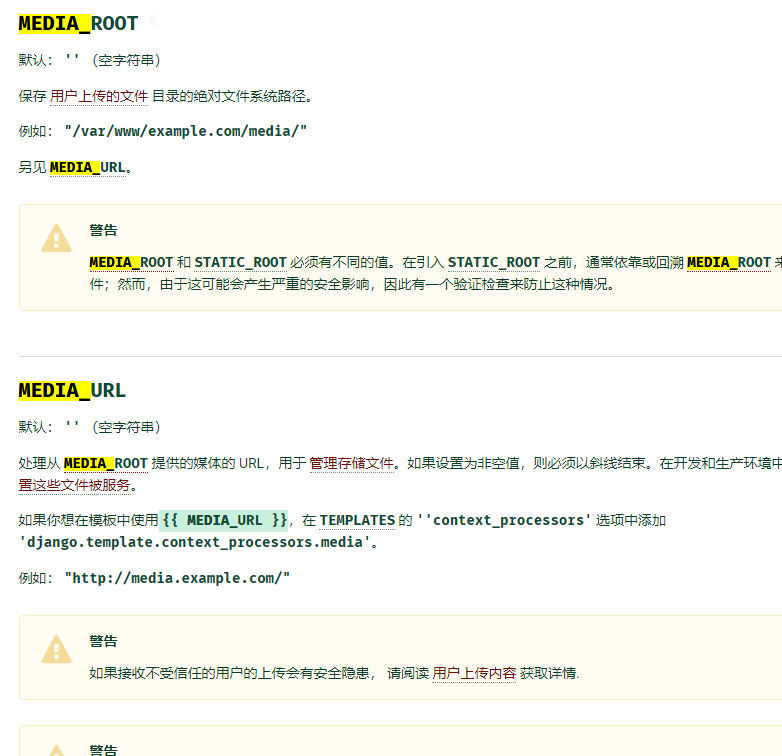 MEDIA_ROOT ¶
默认: '' （空字符串）
保存 用户上传的文件 目录的绝对文件系统路径。
例如: "/var/www/example.com/media/"
另见 MEDIA_URL。
警告
MEDIA_ROOT 和 STATIC_ROOT 必须有不同的值。在引入 STATIC_ROOT 之前，通常依靠或回溯 MEDIA_ROOT 来
件；然而，由于这可能会产生严重的安全影响，因此有一个验证检查来防止这种情况。
MEDIA_URL
默认: '' （空字符串）
处理从 MEDIA_ROOT 提供的媒体的 URL，用于 管理存储文件。如果设置为非空值，则必须以斜线结束。在开发和生产环境中
置这些文件被服务。
如果你想在模板中使用 {{ MEDIA_URL }}，在 TEMPLATES 的 ''context_processors' 选项中添加
'django.template.context_processors.media'。
例如: "http://media.example.com/"
警告
如果接收不受信任的用户的上传会有安全隐患， 请阅读 用户上传内容 获取详情.
警告